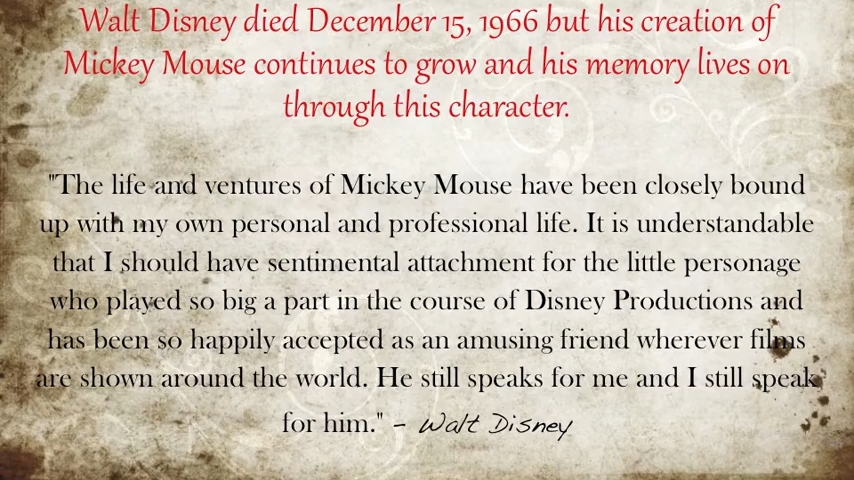 Walt Disney died December 15, 1966 but his creation of
Mickey Mouse continues to grow and his memory lives on
through this character.
"The life and ventures of Mickey Mouse have been closely bound
up with my own personal and professional life. It is understandable
that I should have sentimental attachment for the little personage
who played so big a part in the course of Disney Productions and
has been so happily accepted as an amusing friend wherever films
are shown around the world. He still speaks for me and I still speak
for him." – Walt Disney